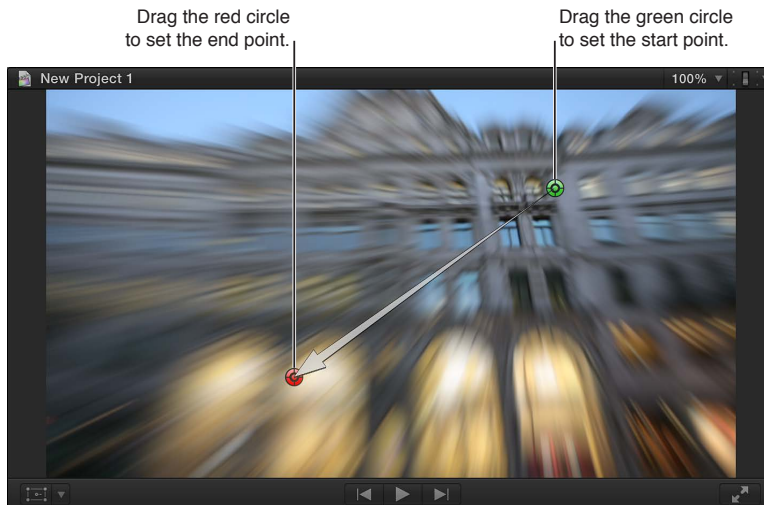 Drag the red circle
to set the end point.
Drag the green circle
to set the start point.
New Project 1
100%